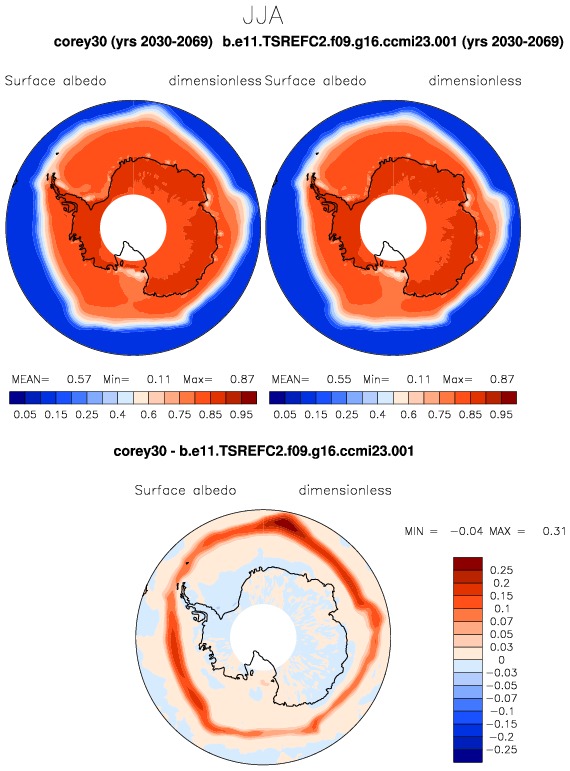 JJA
corey30 (yrs 2030-2069) b.e11.TSREFC2.f09.g16.ccmi23.001 (yrs 2030-2069)
Surface albedo dimensionless Surface albedo dimensionless
MEAN= 0.57 Min= 0.11 Max= 0.87 MEAN= 0.55 Min= 0.11 Max= 0.87
0.05 0.15 0.25 0.4 0.6 0.75 0.85 0.95 0.05 0.15 0.25 0.4 0.6 0.75 0.85 0.95
corey30 - b.e11.TSREFC2.f09.g16.ccmi23.001
Surface albedo dimensionless
MIN = -0.04 MAX = 0.31
0.25
0.2
0.15
0.1
0.07
0.05
0.03
0
-0.03
-0.05
-0.07
-0.1
-0.15
-0.2
-0.25